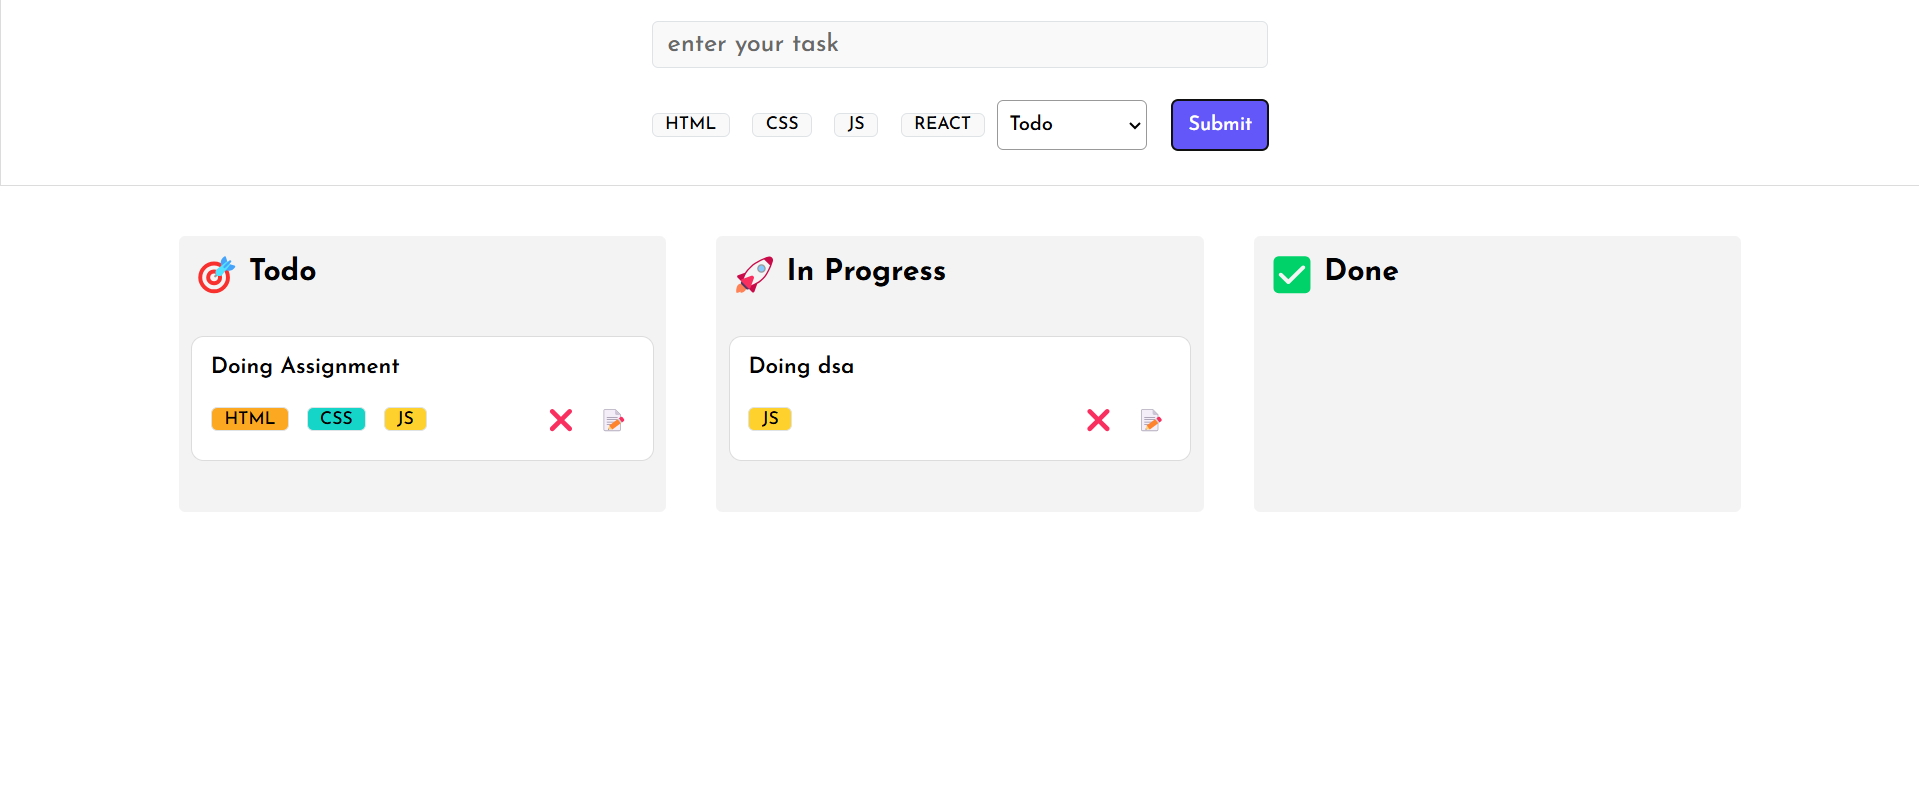 enter your task
HTML CSS JS REACT Todo Submit
Todo
Doing Assignment
HTML CSS JS
In Progress
Doing dsa
JS
Done